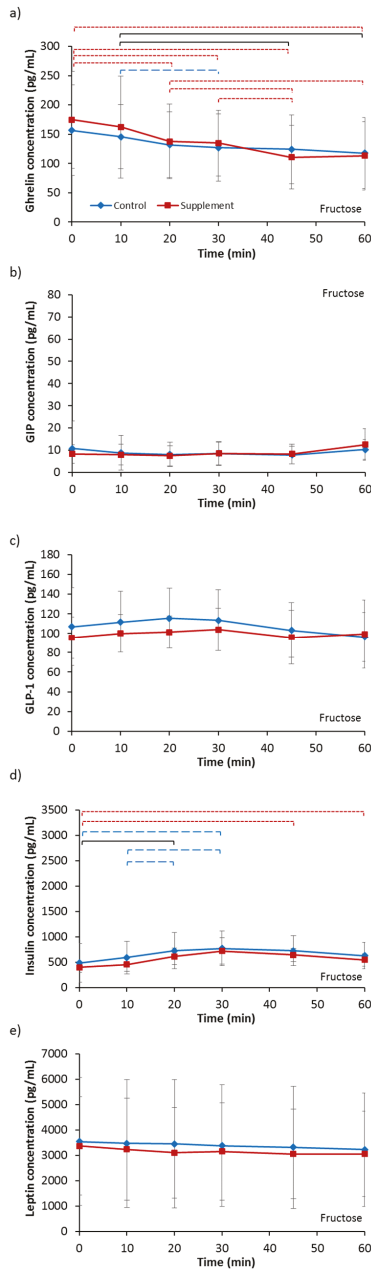 a)
Ghrelin concentration (pg/mL)
300
250
200
150
100
50
0
Control
Supplement
Fructose
0 10 20 30 40 50 60
Time (min)
b)
GIP concentration (pg/mL)
Fructose
80
70
60
50
40
30
20
10
0
0 10 20 30 40 50 60
Time (min)
c)
GLP-1 concentration (pg/mL)
180
160
140
120
100
80
60
40
20
0
Fructose
0 10 20 30 40 50 60
Time (min)
d)
Insulin concentration (pg/mL)
3500
3000
2500
2000
1500
1000
500
0
Fructose
0 10 20 30 40 50 60
Time (min)
e)
Leptin concentration (pg/mL)
7000
6000
5000
4000
3000
2000
1000
0
Fructose
0 10 20 30 40 50 60
Time (min)